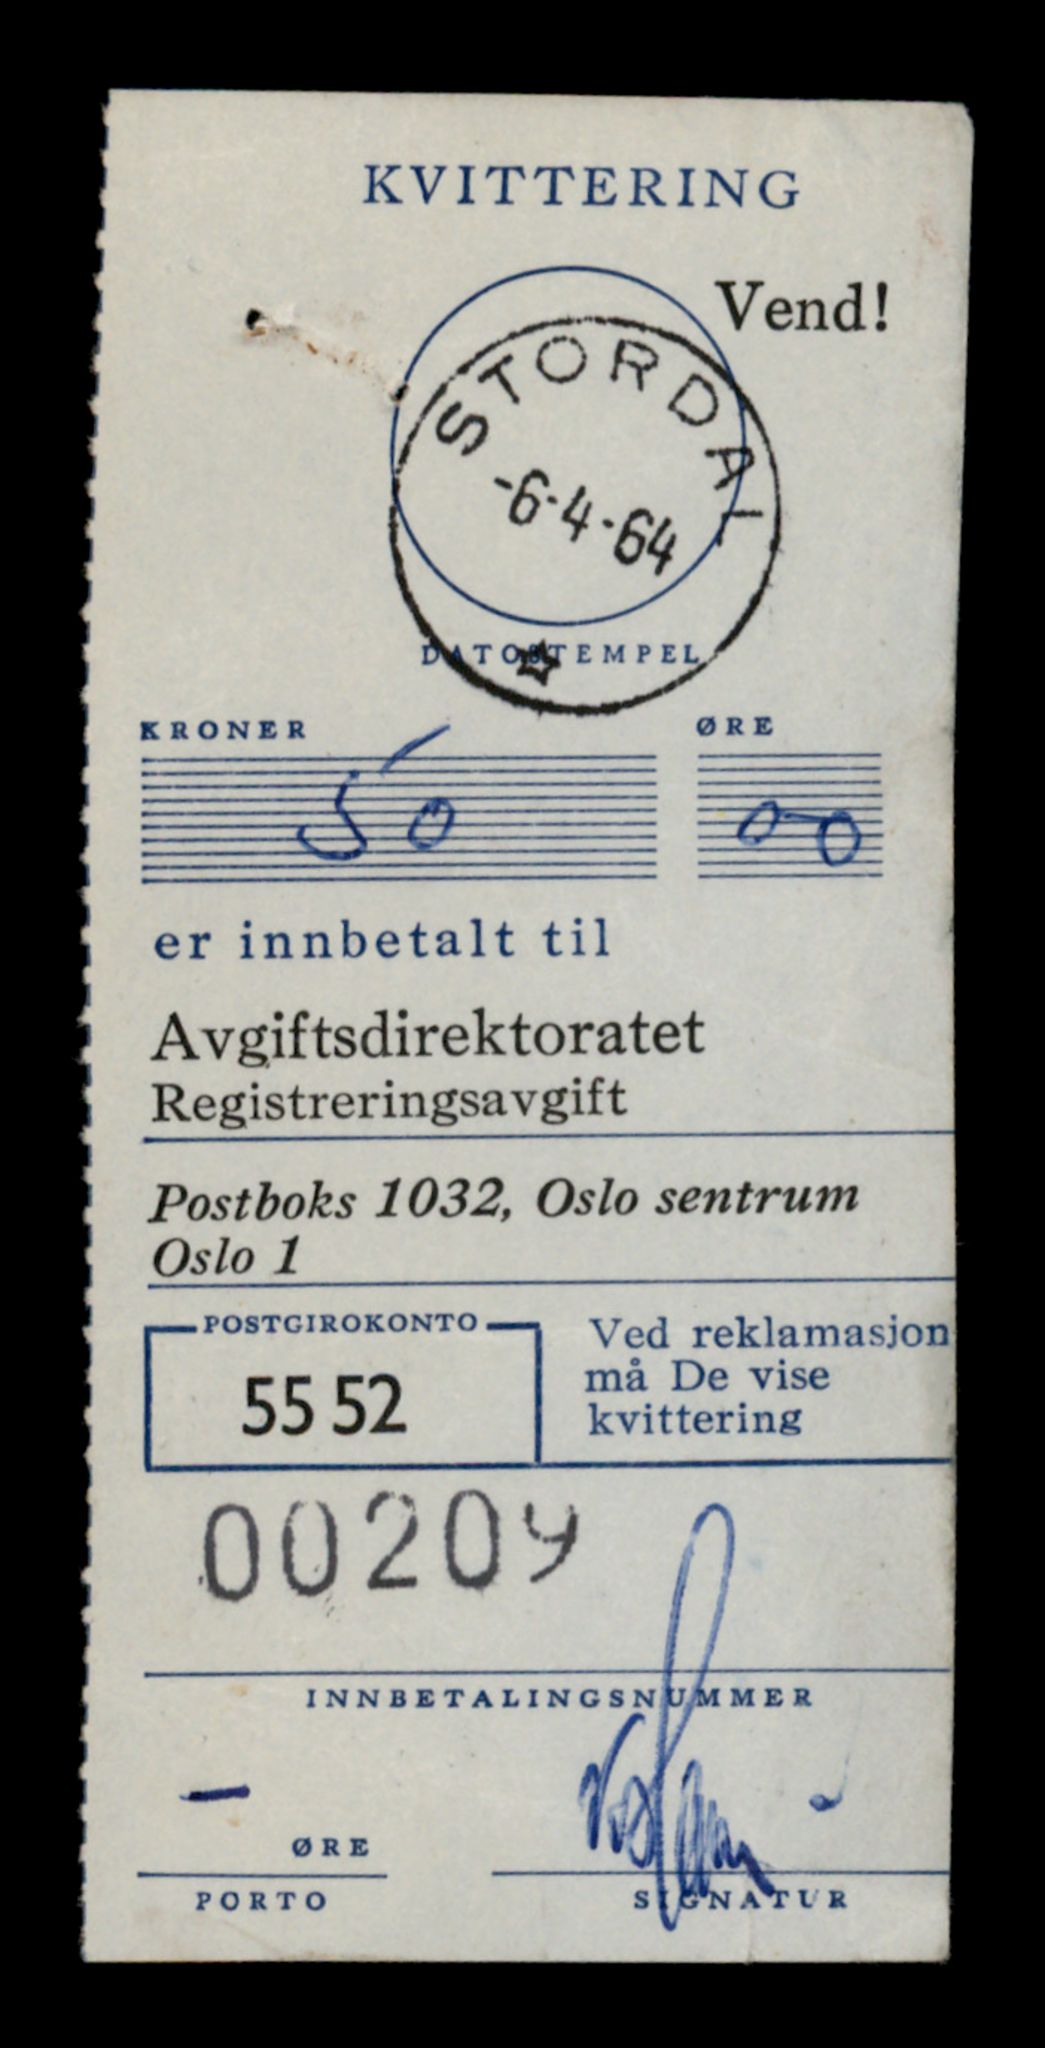 KVITTERING
Vend!
STORDAL
-6-4-64
DATOSTEMPEL
KRONER ØRE
50 00
er innbetalt til
Avgiftsdirektoratet
Registreringsavgift
Postboks 1032, Oslo sentrum
Oslo 1
POSTGIROKONTO
55 52
Ved reklamasjon
må De vise
kvittering
00209
INNBETALINGSNUMMER
—
ØRE
PORTO
SIGNATUR